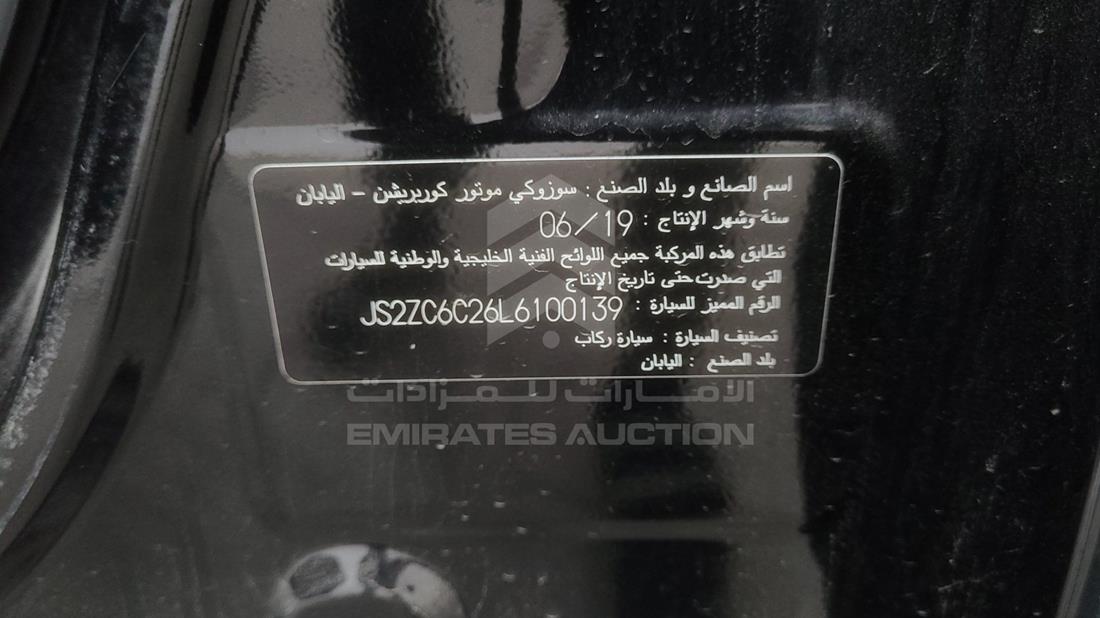 اسم الصانع و بلد الصنع : سوزوكي موتور كوربريشن - اليابان
سنة وشهر الإنتاج : 06/19
تطابق هذه المركبة جميع اللوائح الفنية الخليجية والوطنية للسيارات
التي صدرت حتى تاريخ الإنتاج
الرقم المميز للسيارة : JS2ZC6C26L6100139
تصنيف السيارة : سيارة ركاب
بلد الصنع : اليابان
الامارات للمزادات
EMIRATES AUCTION